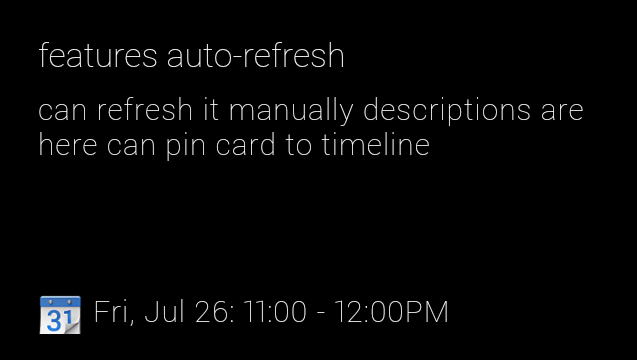 features auto-refresh
can refresh it manually descriptions are
here can pin card to timeline
31 Fri, Jul 26: 11:00 - 12:00PM